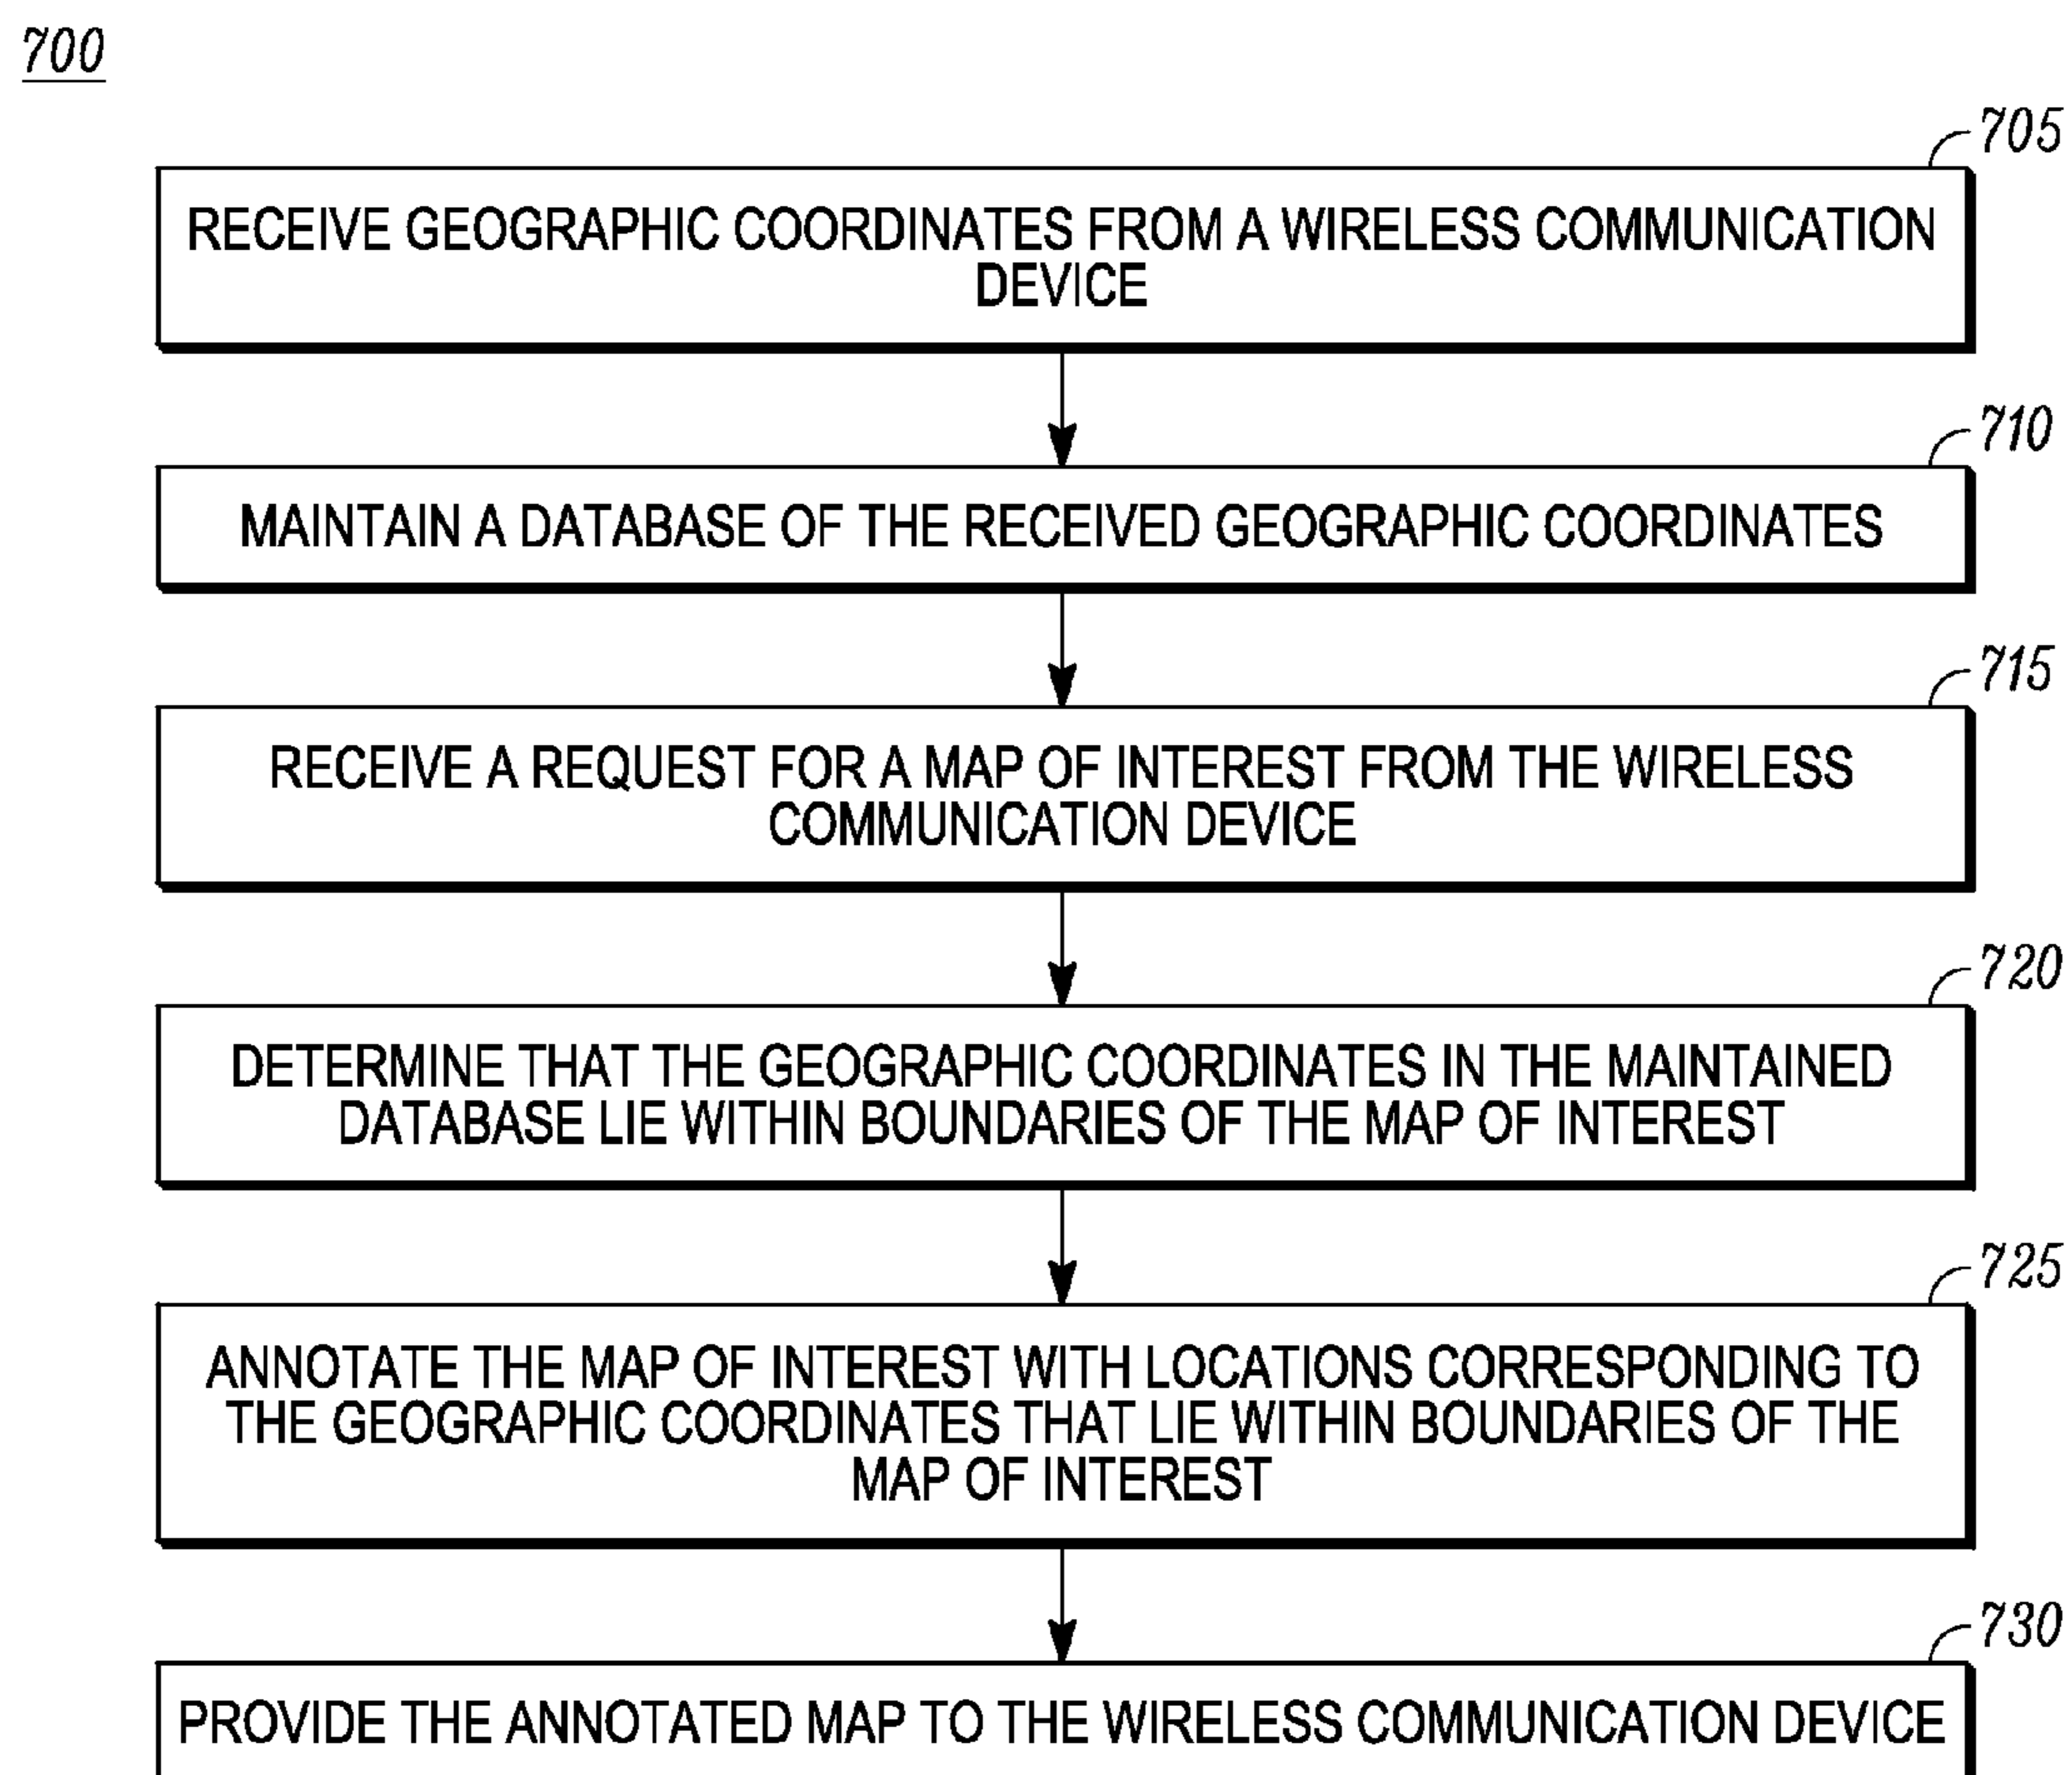 700
705
RECEIVE GEOGRAPHIC COORDINATES FROM A WIRELESS COMMUNICATION
DEVICE
710
MAINTAIN A DATABASE OF THE RECEIVED GEOGRAPHIC COORDINATES
715
RECEIVE A REQUEST FOR A MAP OF INTEREST FROM THE WIRELESS
COMMUNICATION DEVICE
720
DETERMINE THAT THE GEOGRAPHIC COORDINATES IN THE MAINTAINED
DATABASE LIE WITHIN BOUNDARIES OF THE MAP OF INTEREST
725
ANNOTATE THE MAP OF INTEREST WITH LOCATIONS CORRESPONDING TO
THE GEOGRAPHIC COORDINATES THAT LIE WITHIN BOUNDARIES OF THE
MAP OF INTEREST
730
PROVIDE THE ANNOTATED MAP TO THE WIRELESS COMMUNICATION DEVICE